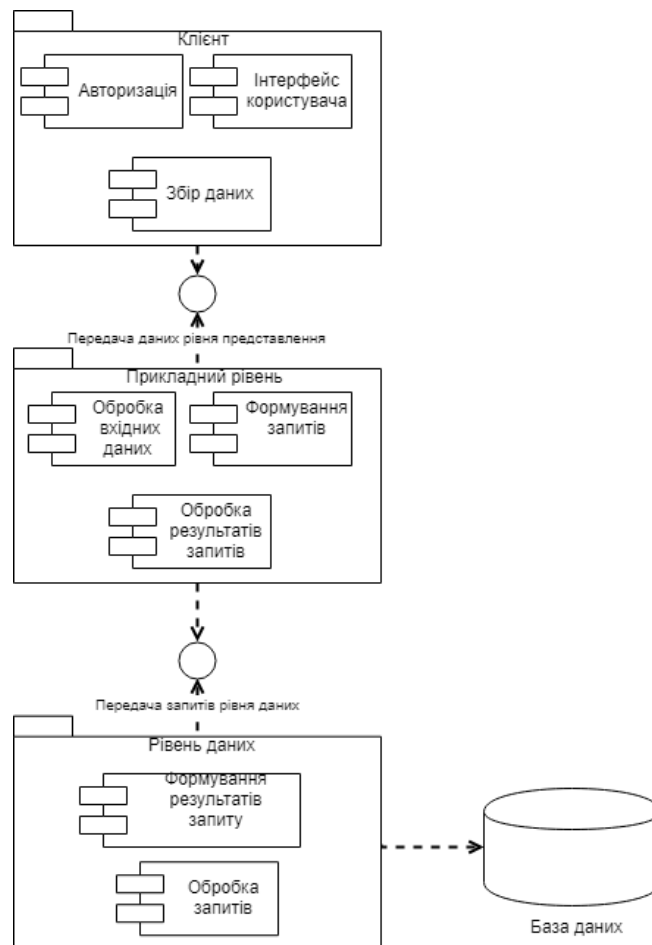 Клієнт
Авторизація
Інтерфейс
користувача
Збір даних
Передача даних рівня представлення
Прикладний рівень
Обробка
вхідних
даних
Формування
запитів
Обробка
результатів
запитів
Передача запитів рівня даних
Рівень даних
Формування
результатів
запиту
Обробка
запитів
База даних